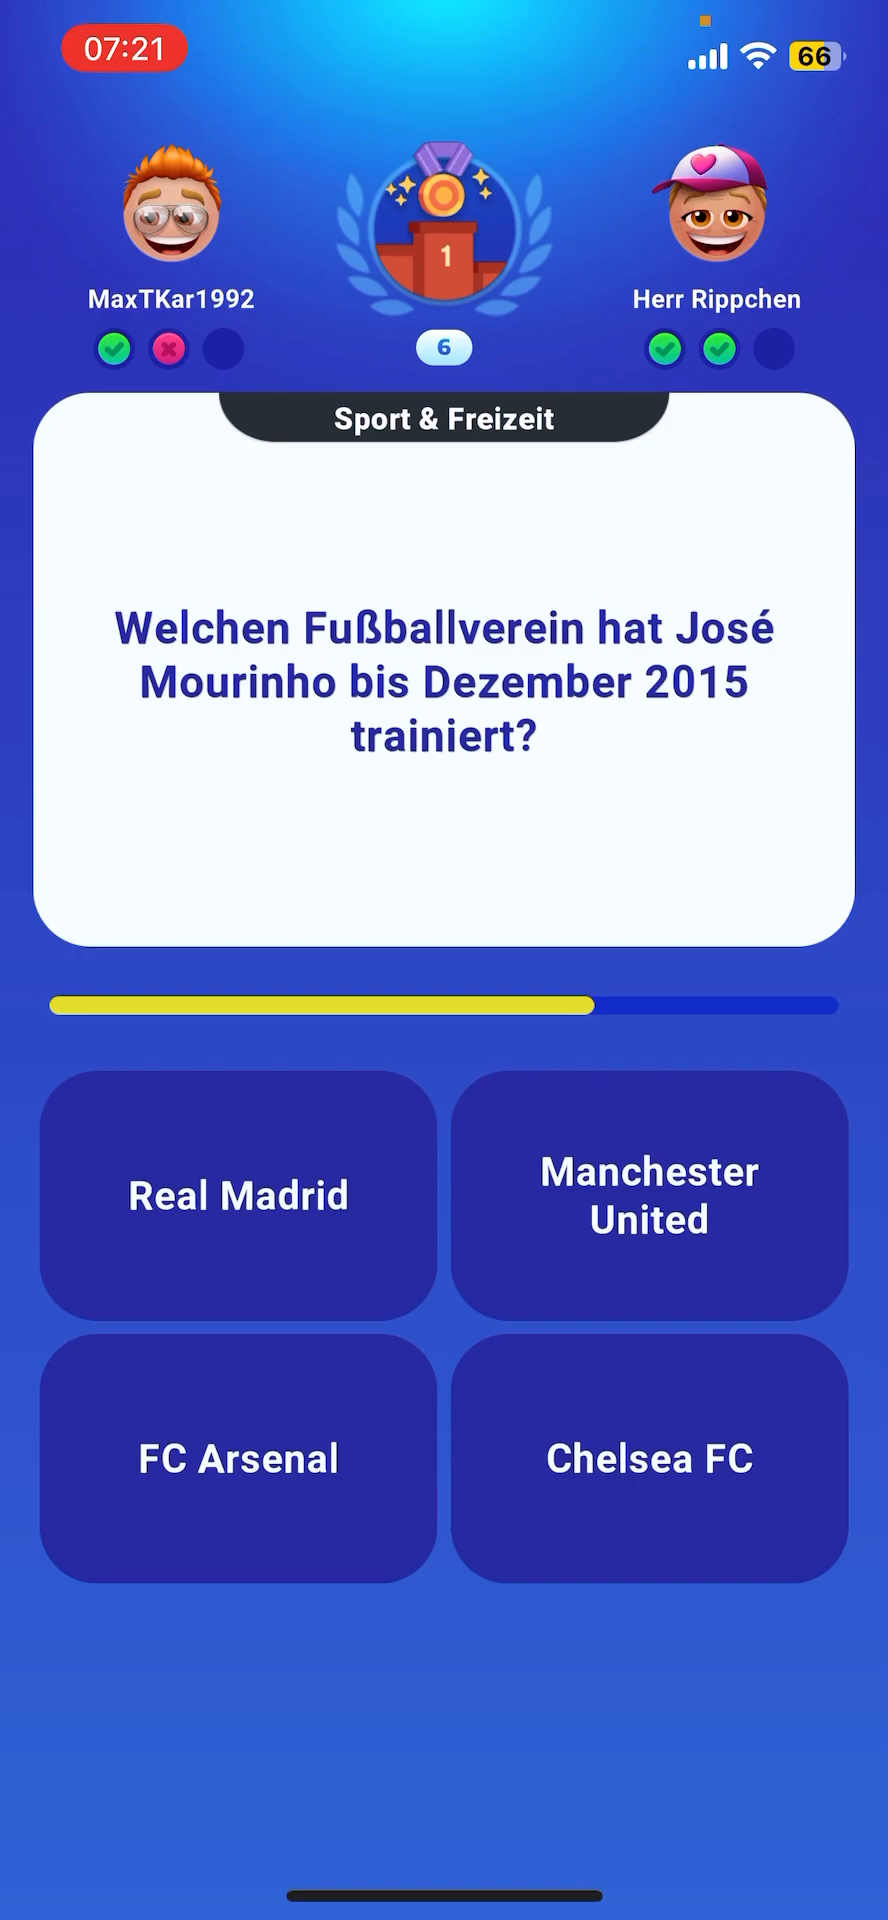 07:21
66
1
MaxTKar1992
Herr Rippchen
6
Sport & Freizeit
Welchen Fußballverein hat José
Mourinho bis Dezember 2015
trainiert?
Real Madrid
Manchester
United
FC Arsenal
Chelsea FC